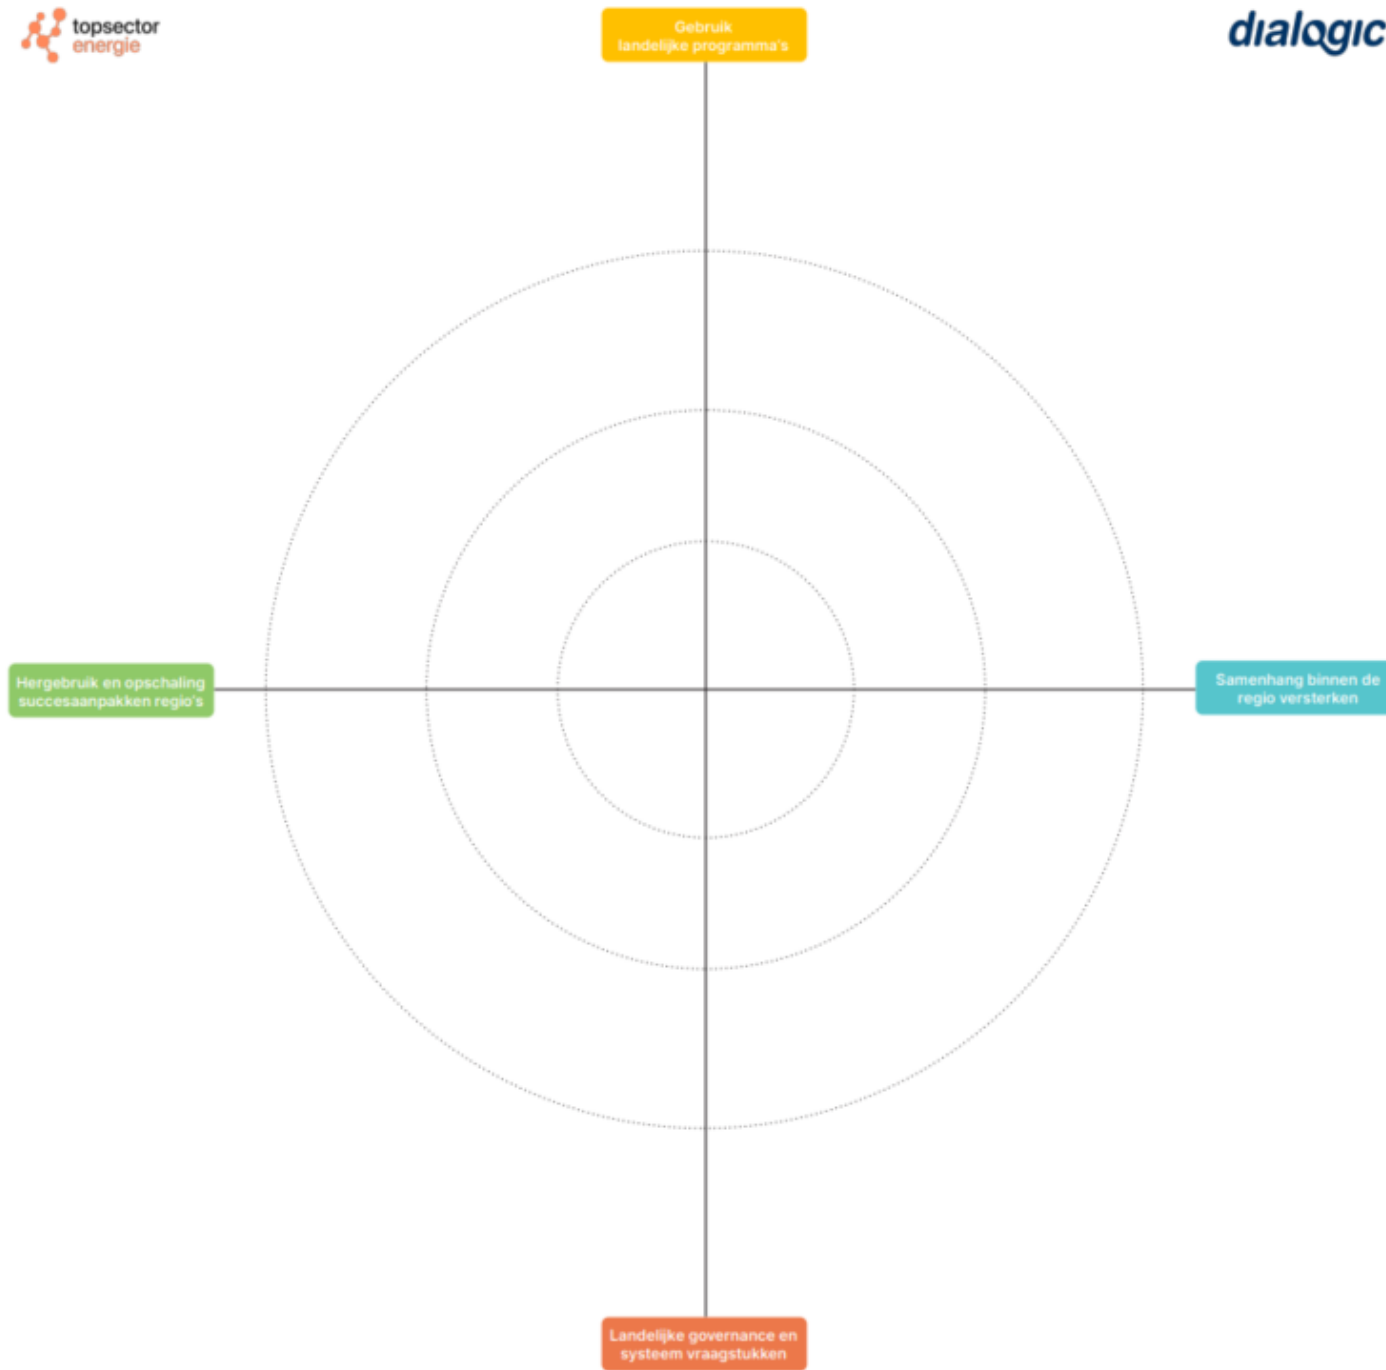 topsector
energie
Gebruik
landelijke programma's
dialogic
Hergebruik en opschaling
succesaanpakken regio's
Samenhang binnen de
regio versterken
Landelijke governance en
systeem vraagstukken